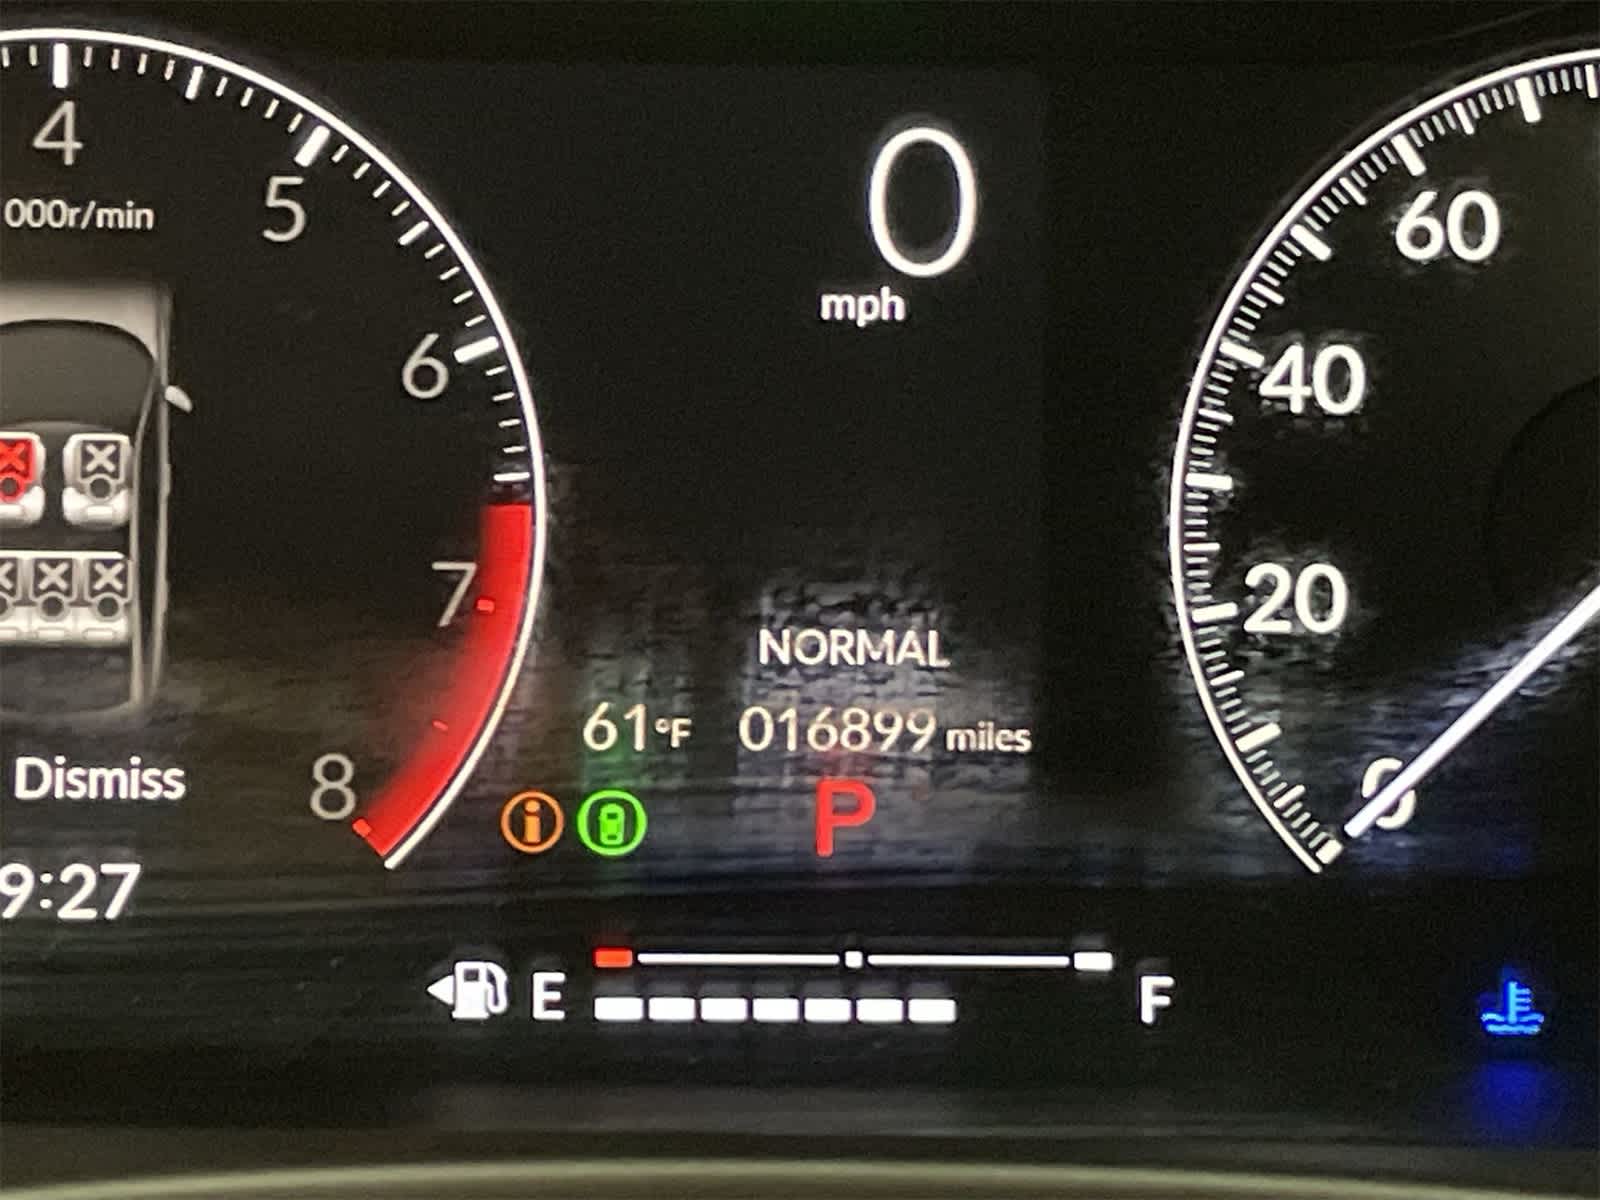 4
000r/min
5
6
7
8
Dismiss
9:27
0
mph
NORMAL
61°F
016899 miles
P
E
F
60
40
20
0